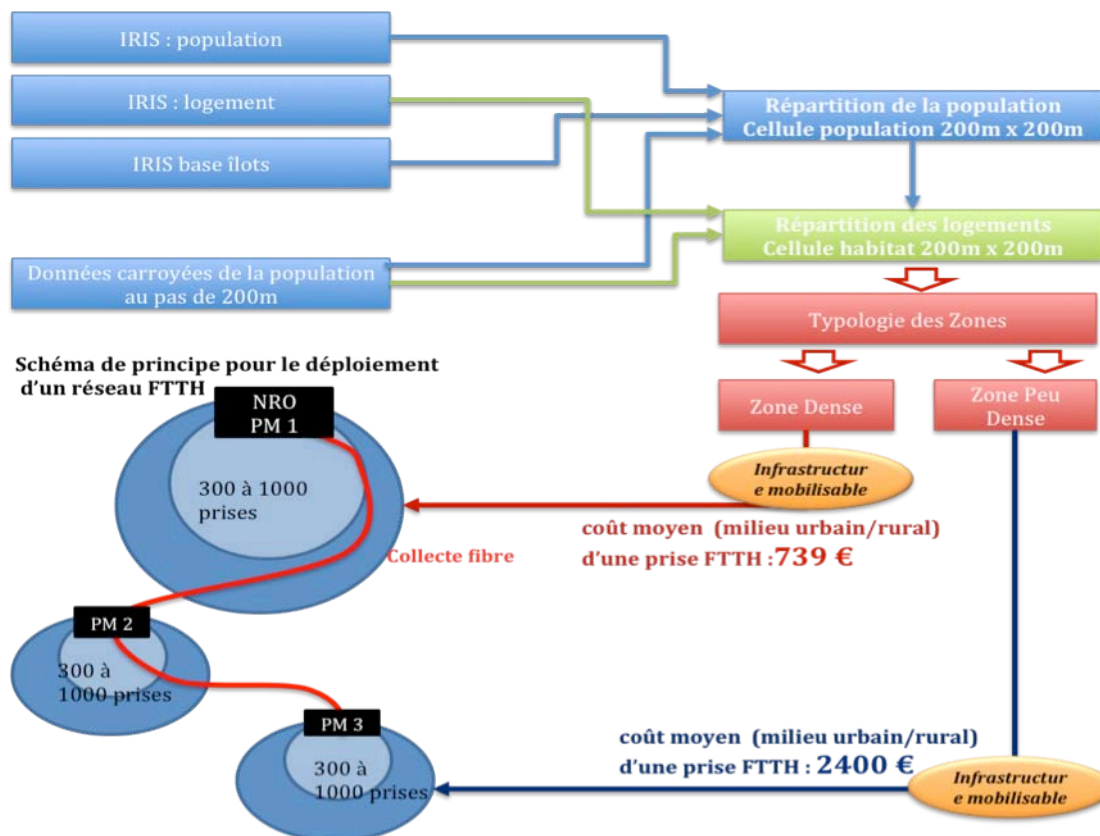 IRIS : population
IRIS : logement
IRIS base îlots
Données carroyées de la population
au pas de 200m
Répartition de la population
Cellule population 200m x 200m
Répartition des logements
Cellule habitat 200m x 200m
Typologie des Zones
Zone Dense
Zone Peu
Dense
Schéma de principe pour le déploiement
d'un réseau FTTH
NRO
PM 1
300 à 1000
prises
Collecte fibre
Infrastructur
e mobilisable
coût moyen (milieu urbain/rural)
d'une prise FTTH : 739 €
PM 2
300 à
1000 prises
PM 3
300 à
1000 prises
coût moyen (milieu urbain/rural)
d'une prise FTTH : 2400 €
Infrastructur
e mobilisable